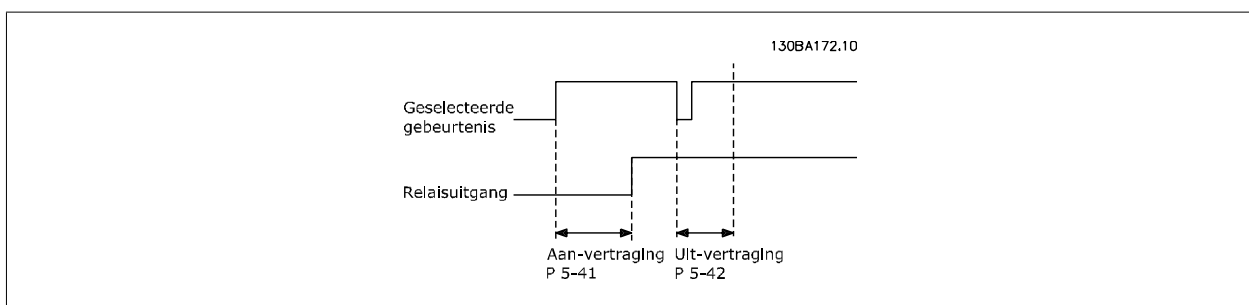 130BA172.10
Geselecteerde
gebeurtenis
Relaisuitgang
Aan-vertraging
P 5-41
Uit-vertraging
P 5-42